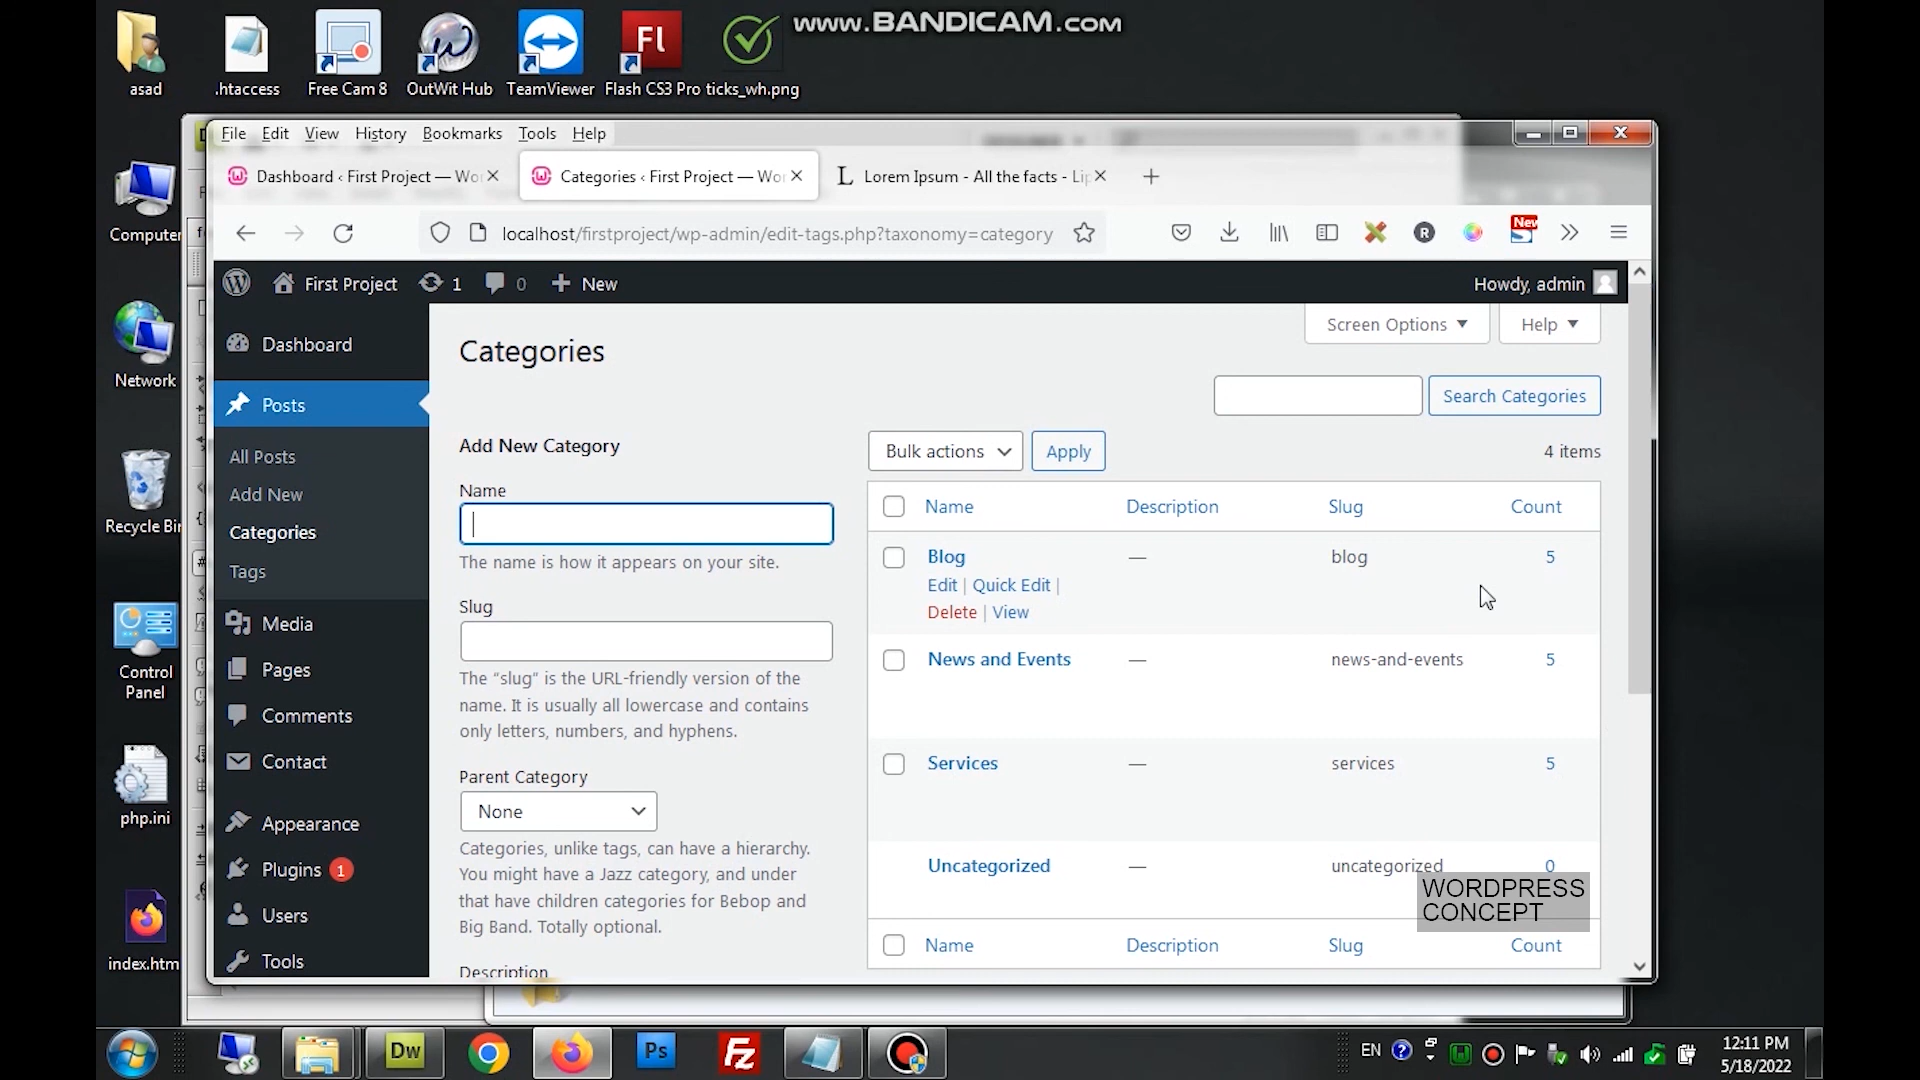 www.BANDICAM.com
asad
.htaccess
Free Cam 8
OutWit Hub
TeamViewer
Flash CS3 Pro
ticks_wh.png
Computer
Network
Recycle Bin
Control Panel
php.ini
index.htm
File Edit View History Bookmarks Tools Help
Dashboard ‹ First Project — Wo
Categories ‹ First Project — Wor
Lorem Ipsum - All the facts - Lip
localhost/firstproject/wp-admin/edit-tags.php?taxonomy=category
New
First Project 1 0 New
Howdy, admin
Dashboard
Posts
All Posts
Add New
Categories
Tags
Media
Pages
Comments
Contact
Appearance
Plugins 1
Users
Tools
Screen Options
Help
Categories
Search Categories
Add New Category
Name
The name is how it appears on your site.
Slug
The “slug” is the URL-friendly version of the
name. It is usually all lowercase and contains
only letters, numbers, and hyphens.
Parent Category
None
Categories, unlike tags, can have a hierarchy.
You might have a Jazz category, and under
that have children categories for Bebop and
Big Band. Totally optional.
Description
Bulk actions Apply 4 items
Name Description Slug Count
Blog — blog 5
Edit | Quick Edit |
Delete | View
News and Events — news-and-events 5
Services — services 5
Uncategorized — uncategorized 0
WORDPRESS
CONCEPT
Name Description Slug Count
Dw
Ps
Fz
EN
12:11 PM
5/18/2022